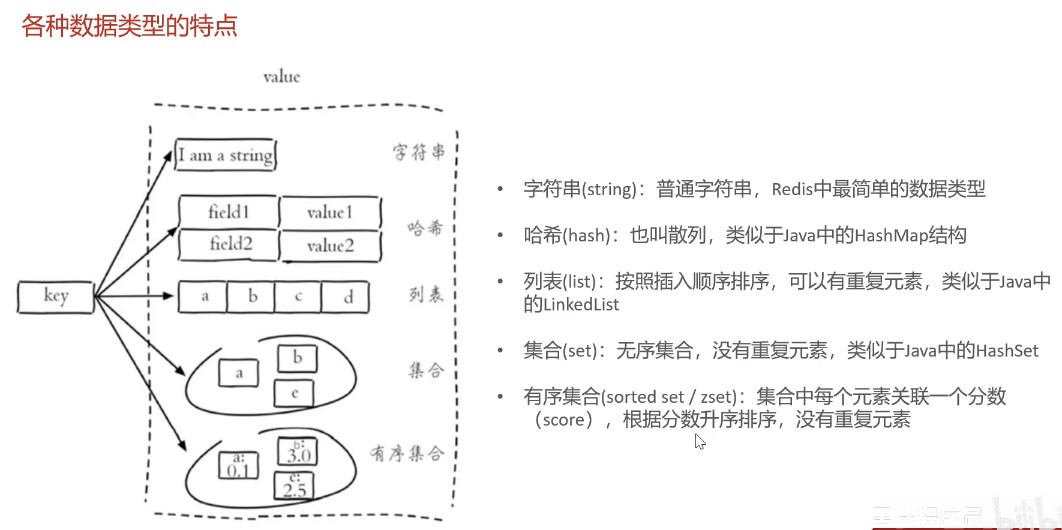 各种数据类型的特点
value
I am a string
字符串
field1 value1
field2 value2
哈希
key
a b c d
列表
a
b
c
集合
a:
0.1
b:
3.0
c:
2.5
有序集合
• 字符串(string)：普通字符串，Redis中最简单的数据类型
• 哈希(hash)：也叫散列，类似于Java中的HashMap结构
• 列表(list)：按照插入顺序排序，可以有重复元素，类似于Java中
的LinkedList
• 集合(set)：无序集合，没有重复元素，类似于Java中的HashSet
• 有序集合(sorted set / zset)：集合中每个元素关联一个分数
（score），根据分数升序排序，没有重复元素